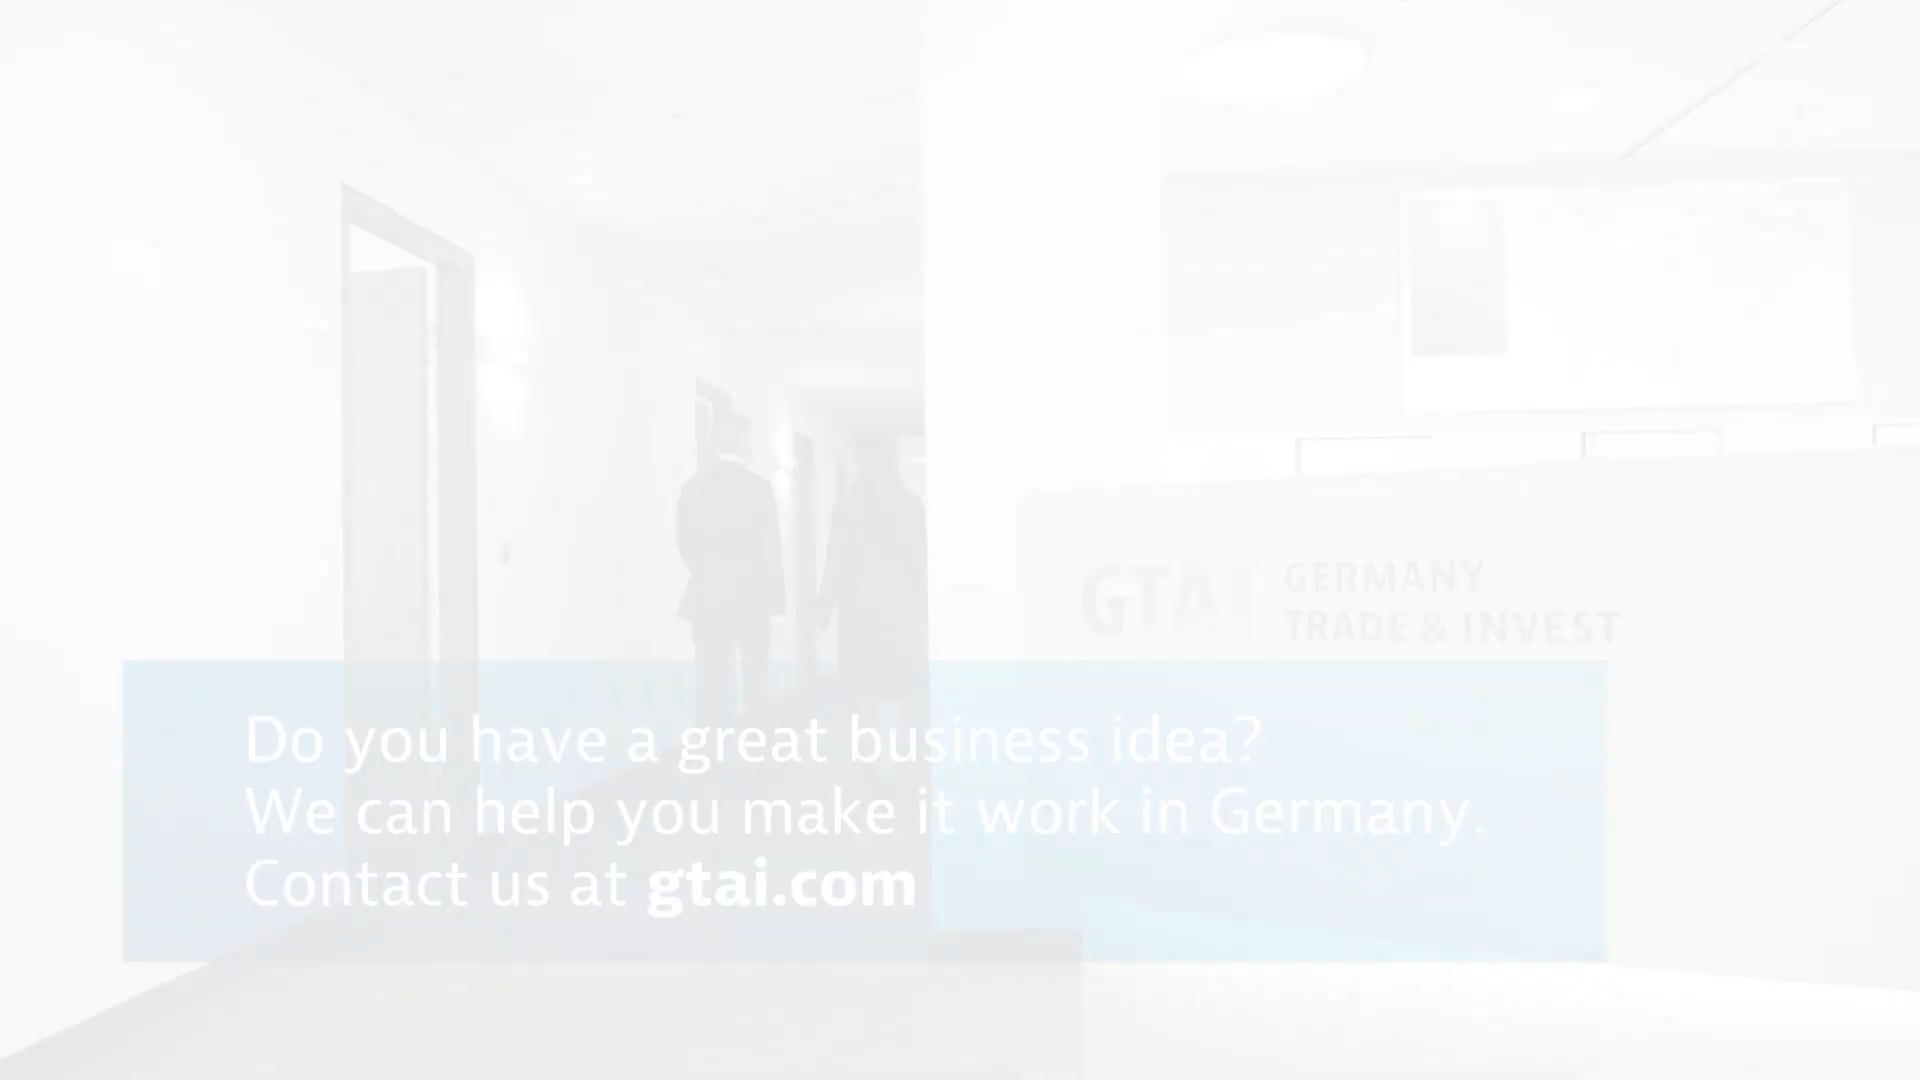 GTAI
GERMANY
TRADE & INVEST
Do you have a great business idea?
We can help you make it work in Germany.
Contact us at gtai.com